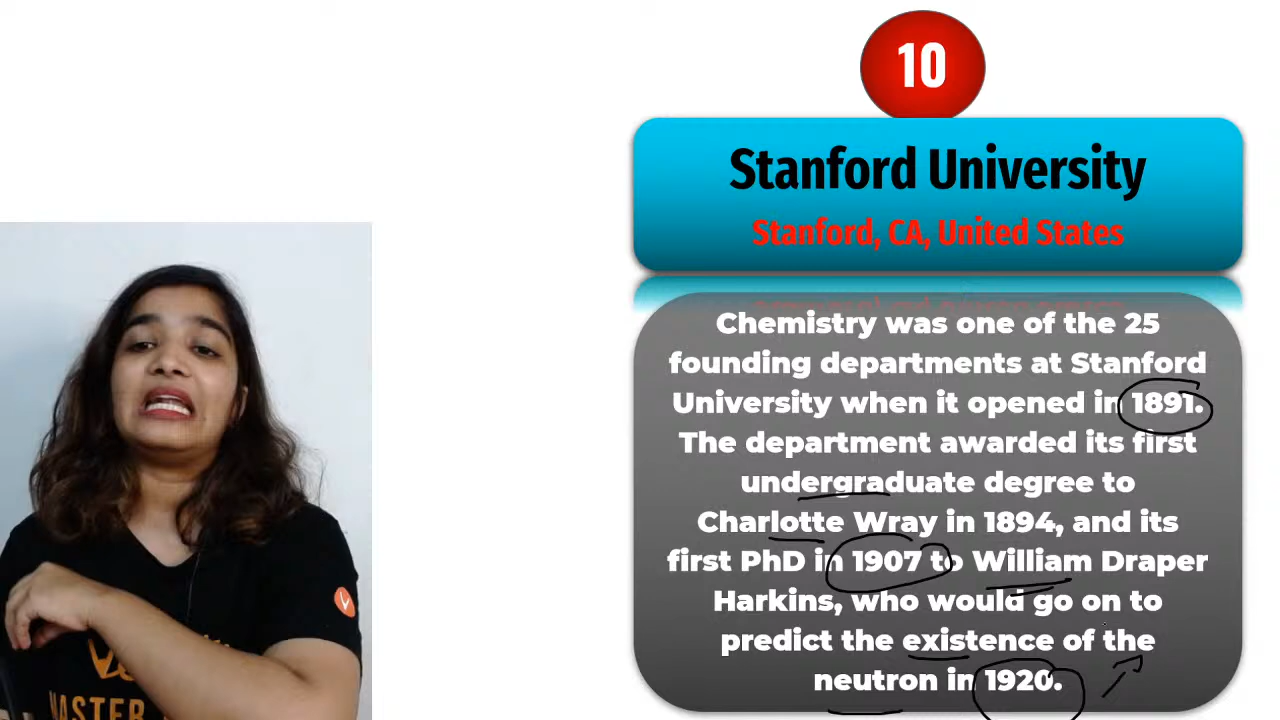 10
Stanford University
Stanford, CA, United States
Chemistry was one of the 25
founding departments at Stanford
University when it opened in 1891.
The department awarded its first
undergraduate degree to
Charlotte Wray in 1894, and its
first PhD in 1907 to William Draper
Harkins, who would go on to
predict the existence of the
neutron in 1920.
MASTER